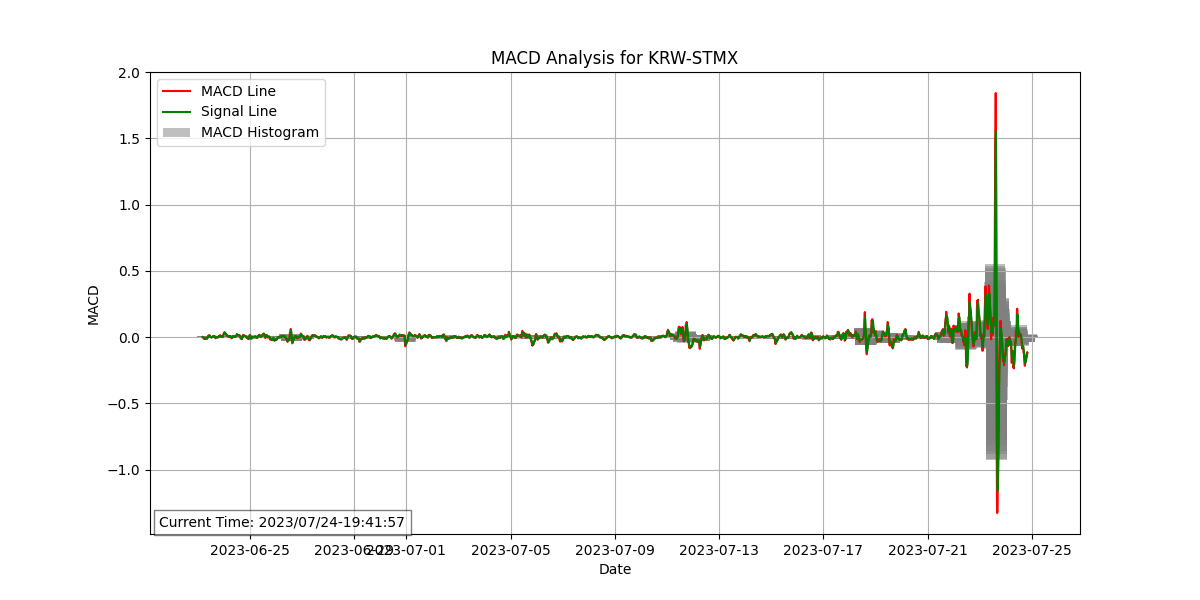 MACD Analysis for KRW-STMX
MACD Line
Signal Line
MACD Histogram
2.0
1.5
1.0
0.5
0.0
−0.5
−1.0
MACD
Current Time: 2023/07/24-19:41:57
2023-06-25 2023-06-29 2023-07-01 2023-07-05 2023-07-09 2023-07-13 2023-07-17 2023-07-21 2023-07-25
Date